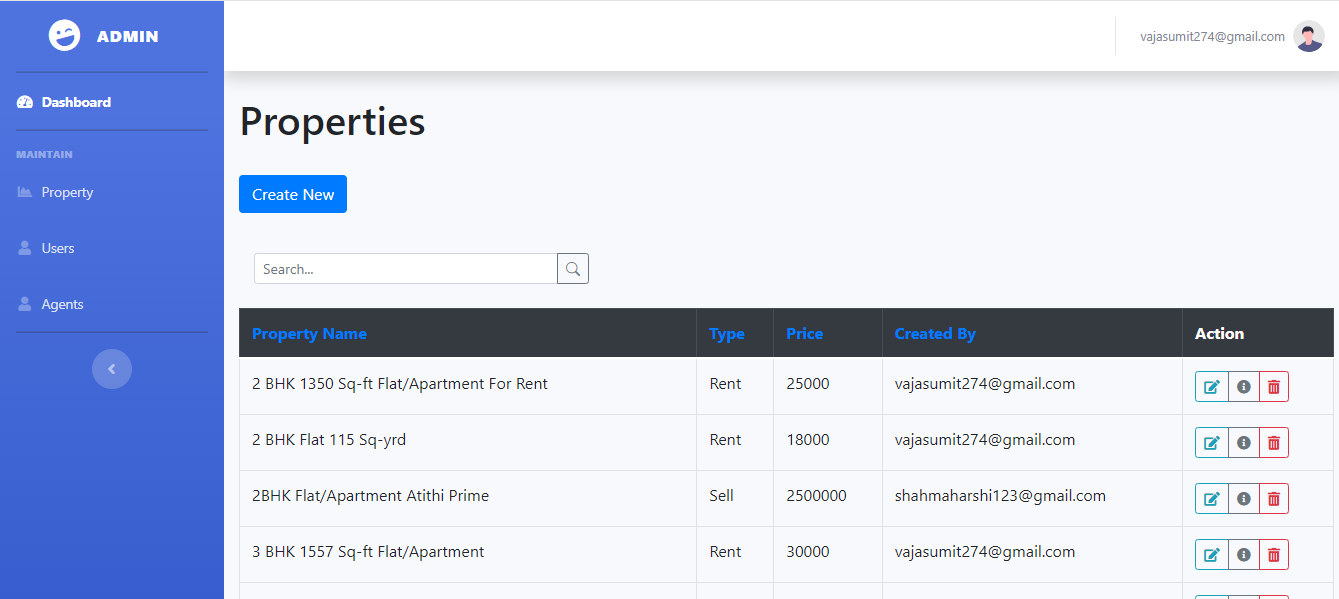 ADMIN
vajasumit274@gmail.com
Dashboard
MAINTAIN
Property
Users
Agents
Properties
Create New
Search...
Property Name Type Price Created By Action
2 BHK 1350 Sq-ft Flat/Apartment For Rent Rent 25000 vajasumit274@gmail.com
2 BHK Flat 115 Sq-yrd Rent 18000 vajasumit274@gmail.com
2BHK Flat/Apartment Atithi Prime Sell 2500000 shahmaharshi123@gmail.com
3 BHK 1557 Sq-ft Flat/Apartment Rent 30000 vajasumit274@gmail.com